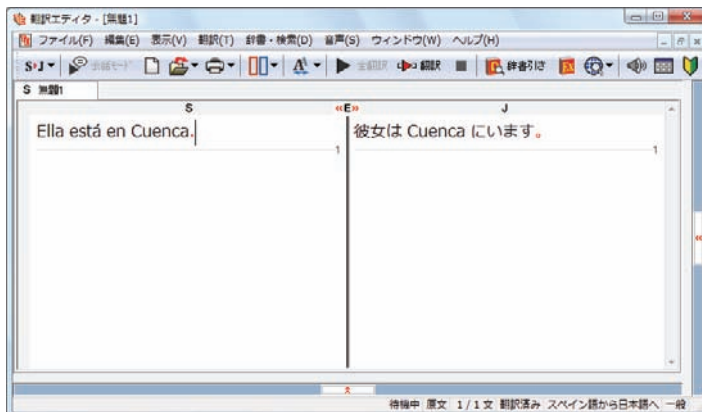 翻訳エディタ - [無題1]
ファイル(F) 編集(E) 表示(V) 翻訳(T) 辞書・検索(D) 音声(S) ウィンドウ(W) ヘルプ(H)
S›J 全翻訳 翻訳 辞書引き EX
S 無題1
S «E» J
Ella está en Cuenca. 彼女は Cuenca にいます。
1 1
待機中 原文 1/1文 翻訳済み スペイン語から日本語へ 一般